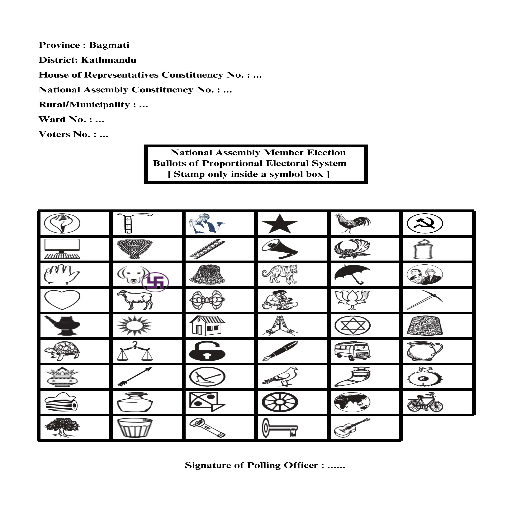 Province : Bagmati
District: Kathmandu
House of Representatives Constituency No. : ...
National Assembly Constituency No. : ...
Rural/Municipality : ...
Ward No. : ...
Voters No. : ...
National Assembly Member Election
Ballots of Proportional Electoral System
[ Stamp only inside a symbol box ]
Signature of Polling Officer : ......